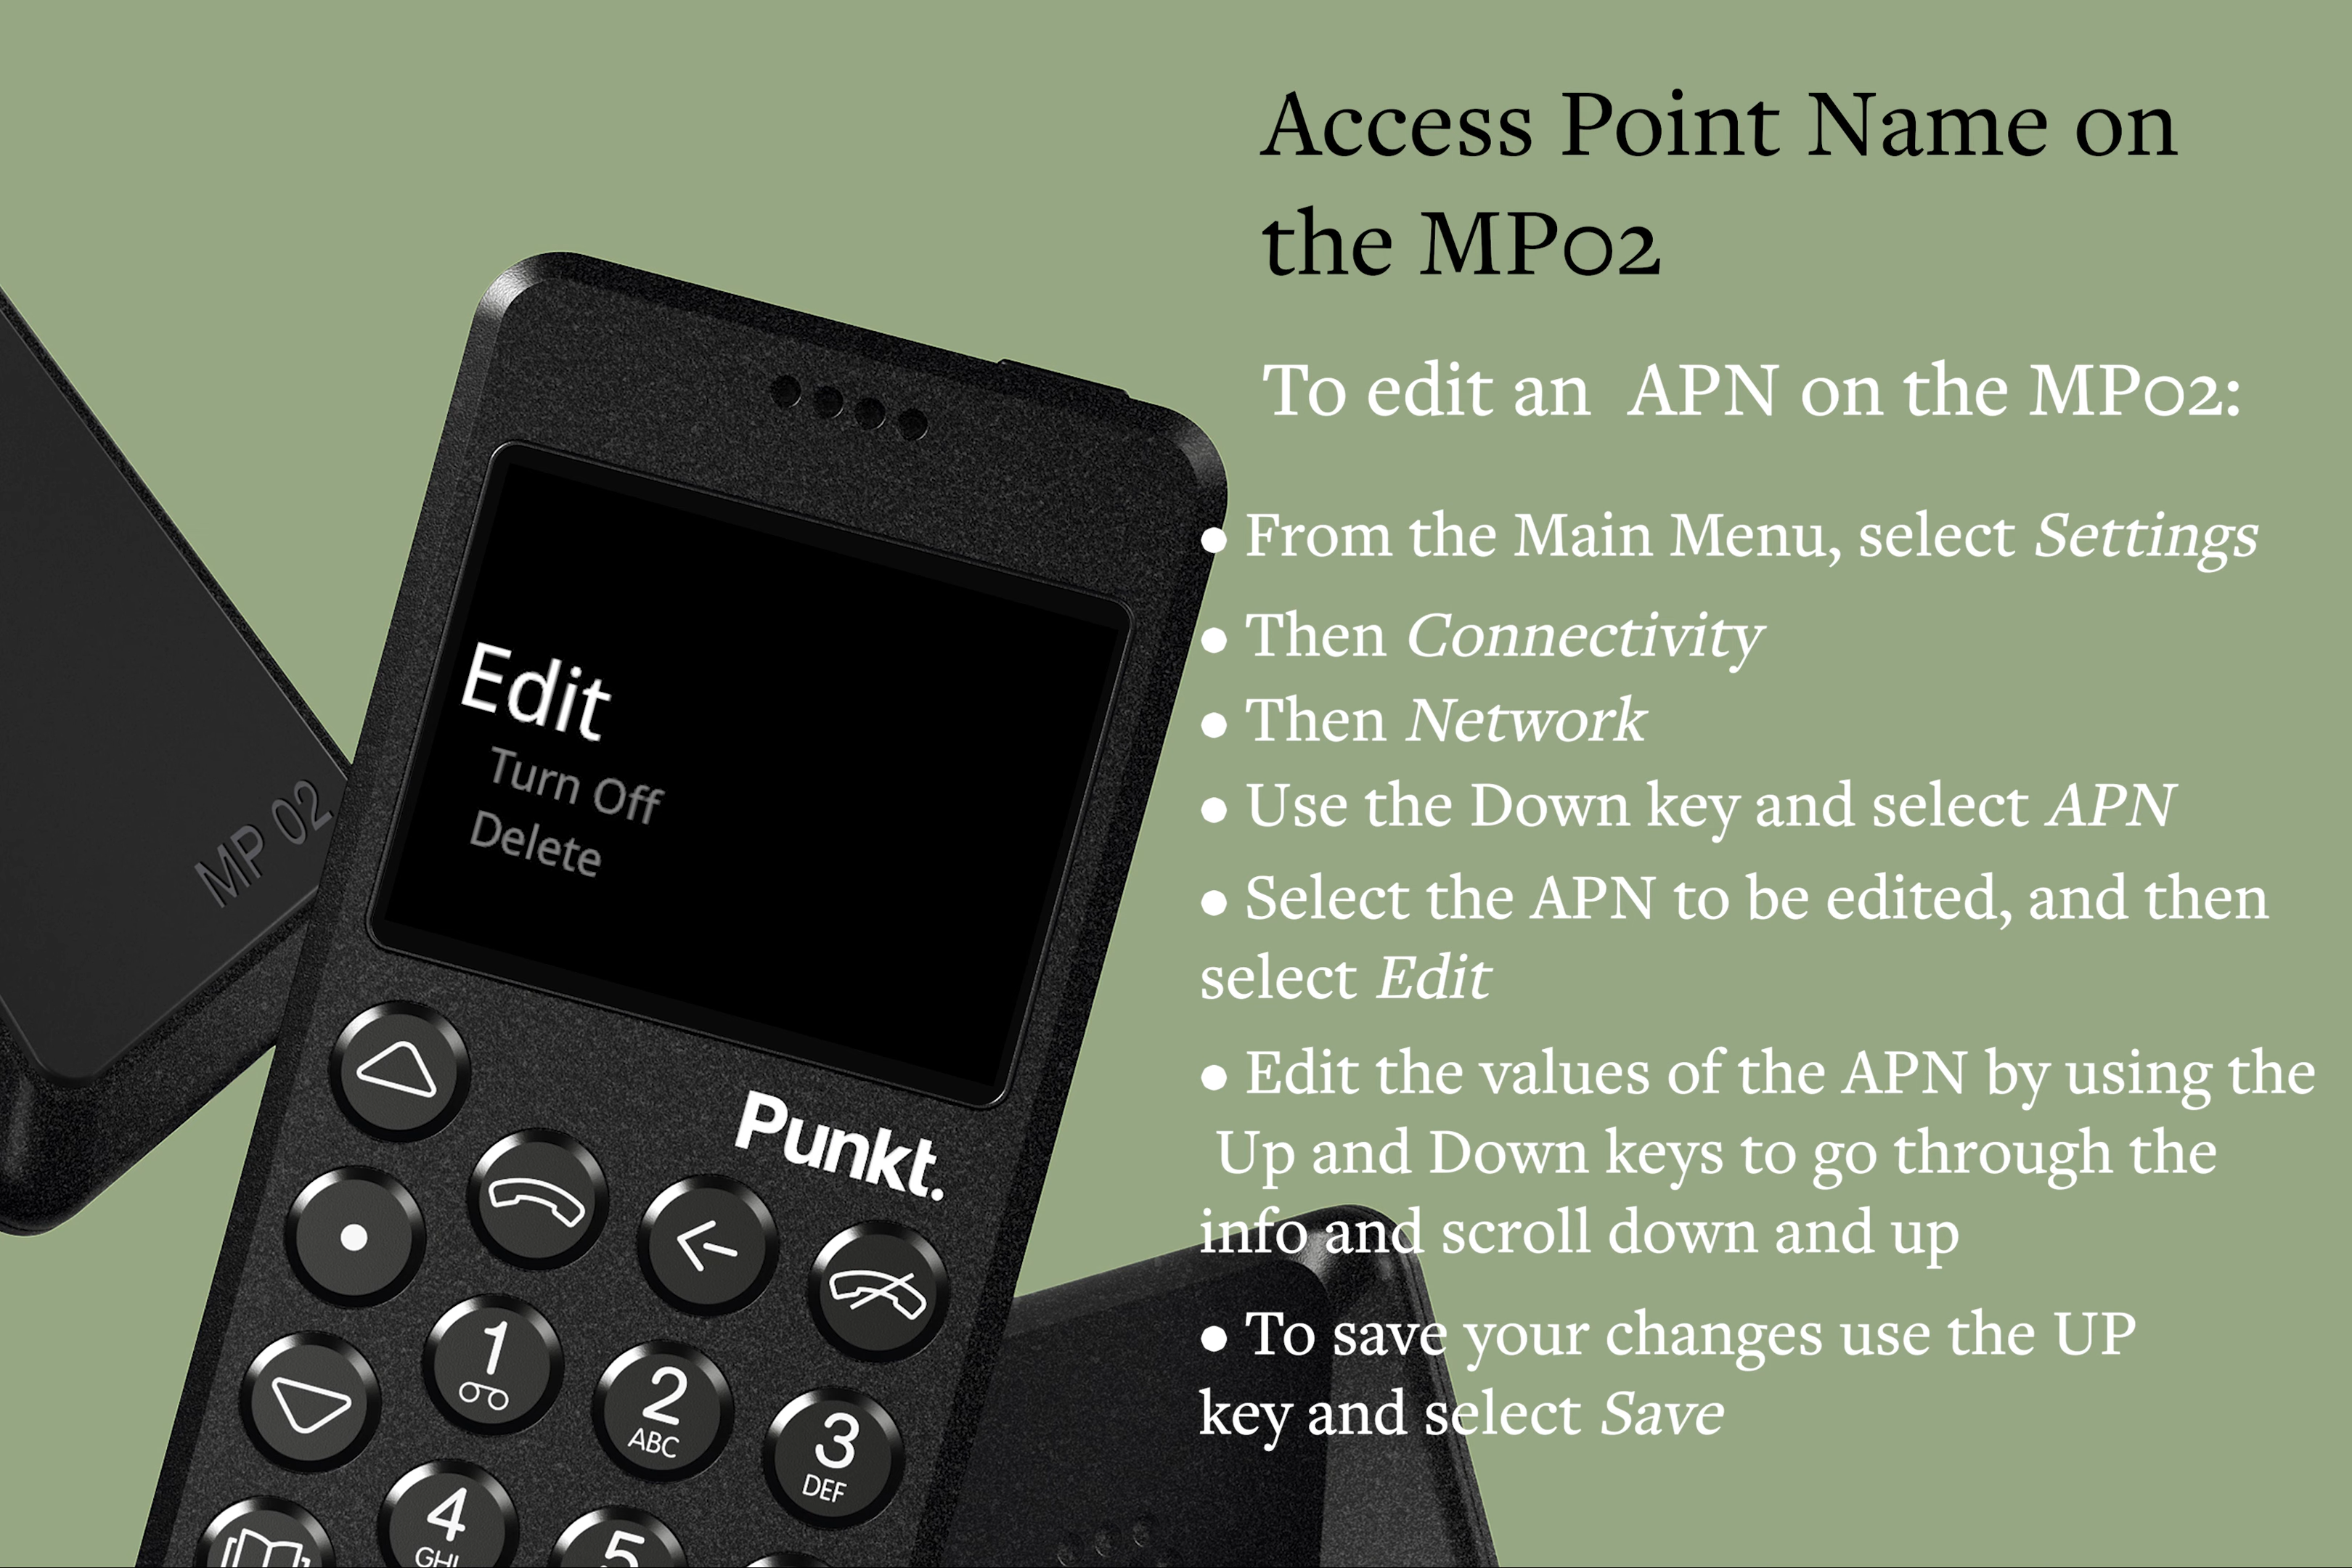 Access Point Name on
the MP02
To edit an  APN on the MP02:
• From the Main Menu, select Settings
• Then Connectivity
• Then Network
• Use the Down key and select APN
• Select the APN to be edited, and then
select Edit
• Edit the values of the APN by using the
Up and Down keys to go through the
info and scroll down and up
• To save your changes use the UP
key and select Save
Edit
Turn Off
Delete
MP 02
Punkt.
1
2
ABC
3
DEF
4
GHI
5